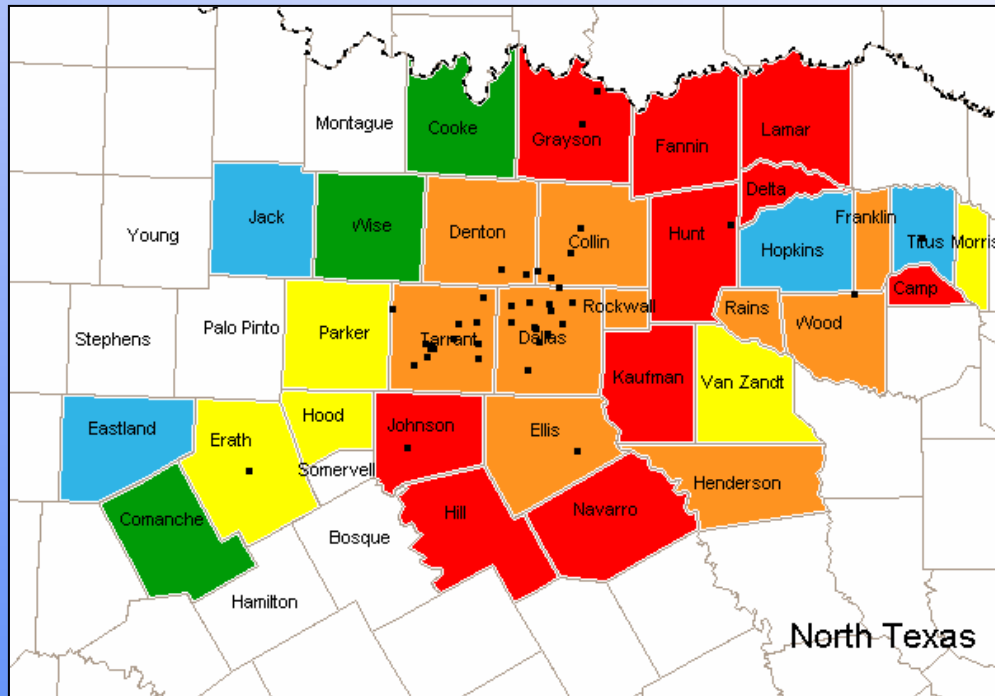 Montague
Cooke
Grayson
Fannin
Lamar
Delta
Jack
Wise
Denton
Collin
Hunt
Hopkins
Franklin
Titus
Morris
Young
Camp
Stephens
Palo Pinto
Parker
Tarrant
Dallas
Rockwall
Rains
Wood
Kaufman
Van Zandt
Eastland
Erath
Hood
Johnson
Ellis
Somervell
Henderson
Comanche
Bosque
Hill
Navarro
Hamilton
North Texas